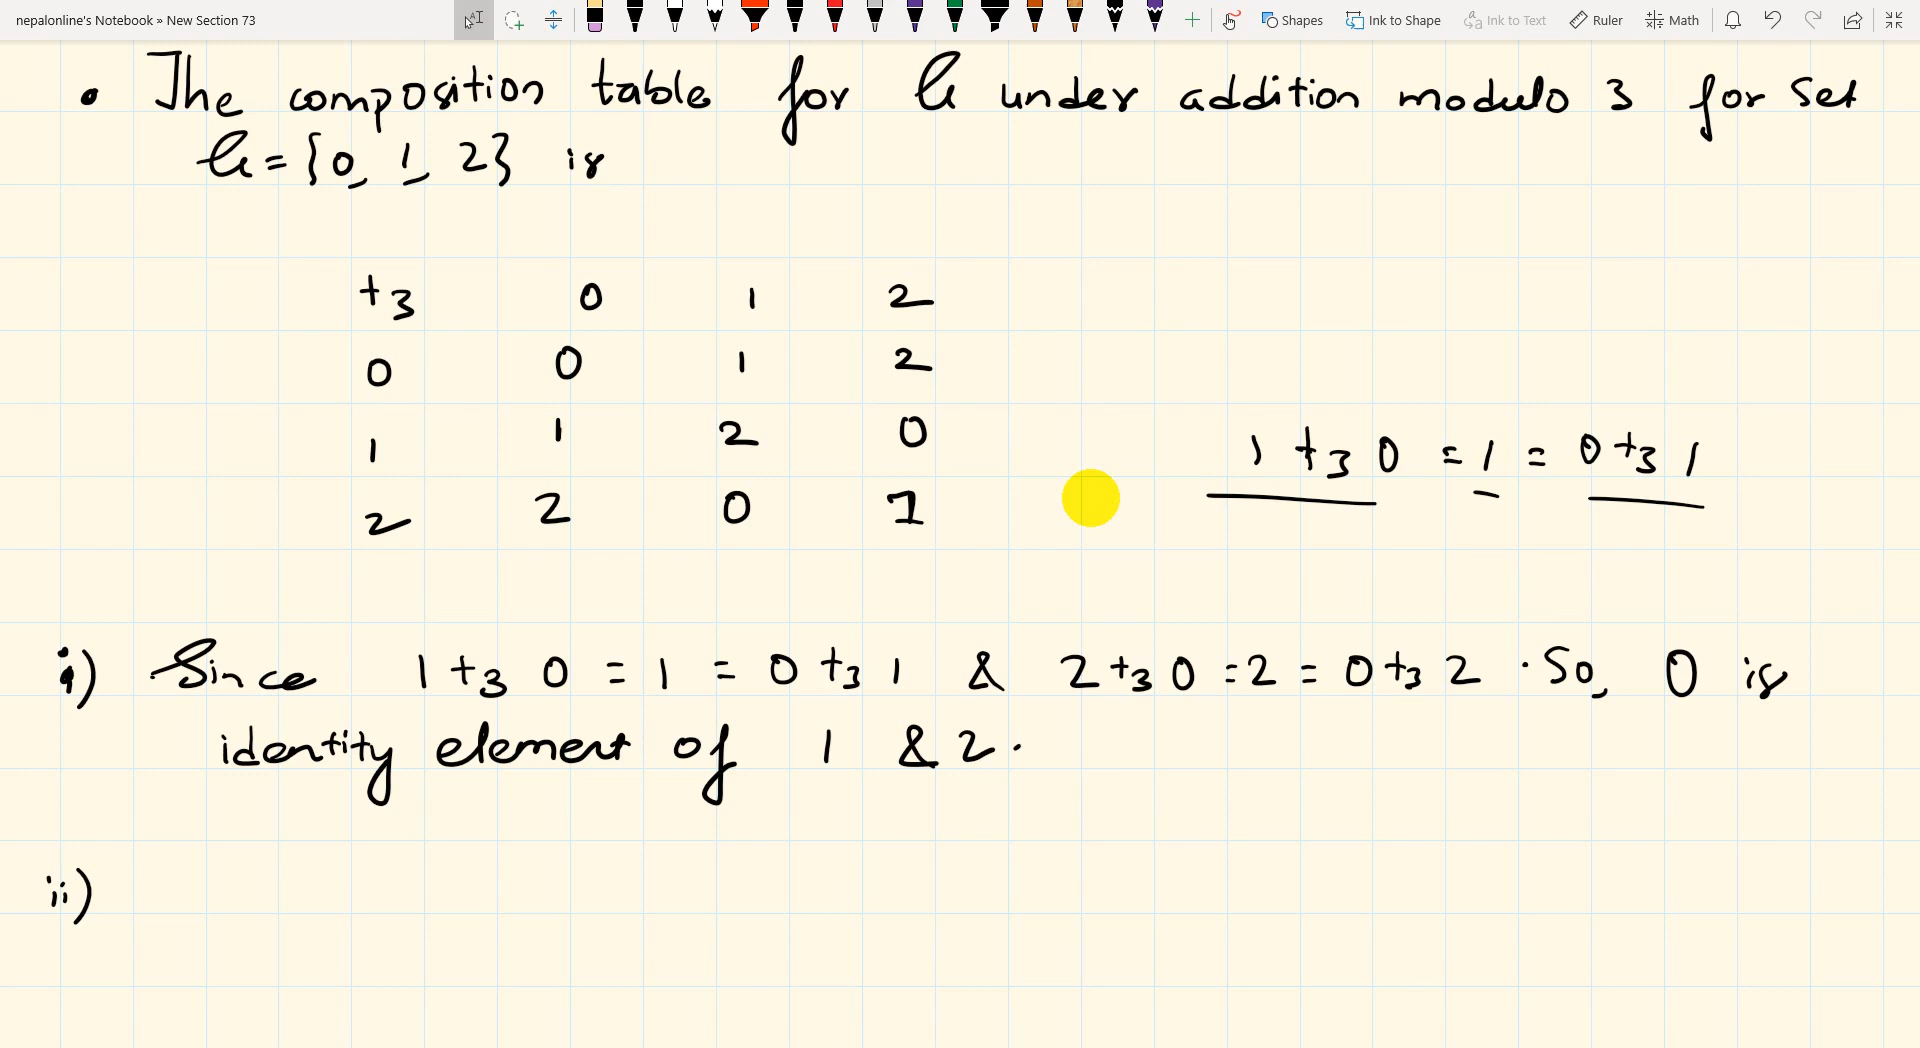 nepalonline's Notebook » New Section 73
Shapes Ink to Shape Ink to Text Ruler Math
• The composition table for G under addition modulo 3 for set
G = {0, 1, 2} is
+3 0 1 2
0 0 1 2
1 1 2 0
2 2 0 1
1 +3 0 = 1 = 0 +3 1
i) Since 1 +3 0 = 1 = 0 +3 1 & 2 +3 0 = 2 = 0 +3 2 . So, 0 is
identity element of 1 & 2.
ii)